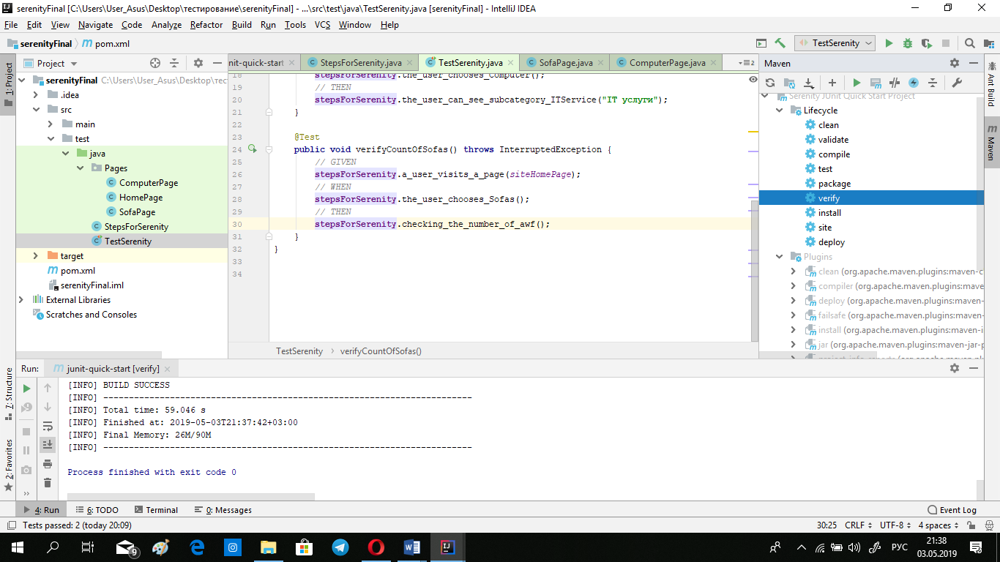 serenityFinal [C:\Users\User_Asus\Desktop\тестирование\serenityFinal] - ...\src\test\java\TestSerenity.java [serenityFinal] - IntelliJ IDEA
File Edit View Navigate Code Analyze Refactor Build Run Tools VCS Window Help
serenityFinal pom.xml TestSerenity
Project
nit-quick-start StepsForSerenity.java TestSerenity.java SofaPage.java ComputerPage.java 2
Maven
1: Project
7: Structure
2: Favorites
Ant Build
Maven
serenityFinal C:\Users\User_Asus\Desktop\тес
.idea
src
main
test
java
Pages
ComputerPage
HomePage
SofaPage
StepsForSerenity
TestSerenity
target
pom.xml
serenityFinal.iml
External Libraries
Scratches and Consoles
18 stepsForSerenity.the_user_chooses_Computer();
19 // THEN
20 stepsForSerenity.the_user_can_see_subcategory_ITService("IT услуги");
21 }
22
23 @Test
24 public void verifyCountOfSofas() throws InterruptedException {
25 // GIVEN
26 stepsForSerenity.a_user_visits_a_page(siteHomePage);
27 // WHEN
28 stepsForSerenity.the_user_chooses_Sofas();
29 // THEN
30 stepsForSerenity.checking_the_number_of_awf();
31 }
32 }
33
34
TestSerenity verifyCountOfSofas()
Serenity JUnit Quick Start Project
Lifecycle
clean
validate
compile
test
package
verify
install
site
deploy
Plugins
clean (org.apache.maven.plugins:maven-c
compiler (org.apache.maven.plugins:mave
deploy (org.apache.maven.plugins:maven-
failsafe (org.apache.maven.plugins:maven-
install (org.apache.maven.plugins:maven-i
jar (org.apache.maven.plugins:maven-jar-p
Run: junit-quick-start [verify]
[INFO] BUILD SUCCESS
[INFO] ------------------------------------------------------------------------
[INFO] Total time: 59.046 s
[INFO] Finished at: 2019-05-03T21:37:42+03:00
[INFO] Final Memory: 26M/90M
[INFO] ------------------------------------------------------------------------
Process finished with exit code 0
4: Run 6: TODO Terminal 0: Messages Event Log
Tests passed: 2 (today 20:09) 30:25 CRLF UTF-8 4 spaces
9 РУС 21:38
03.05.2019